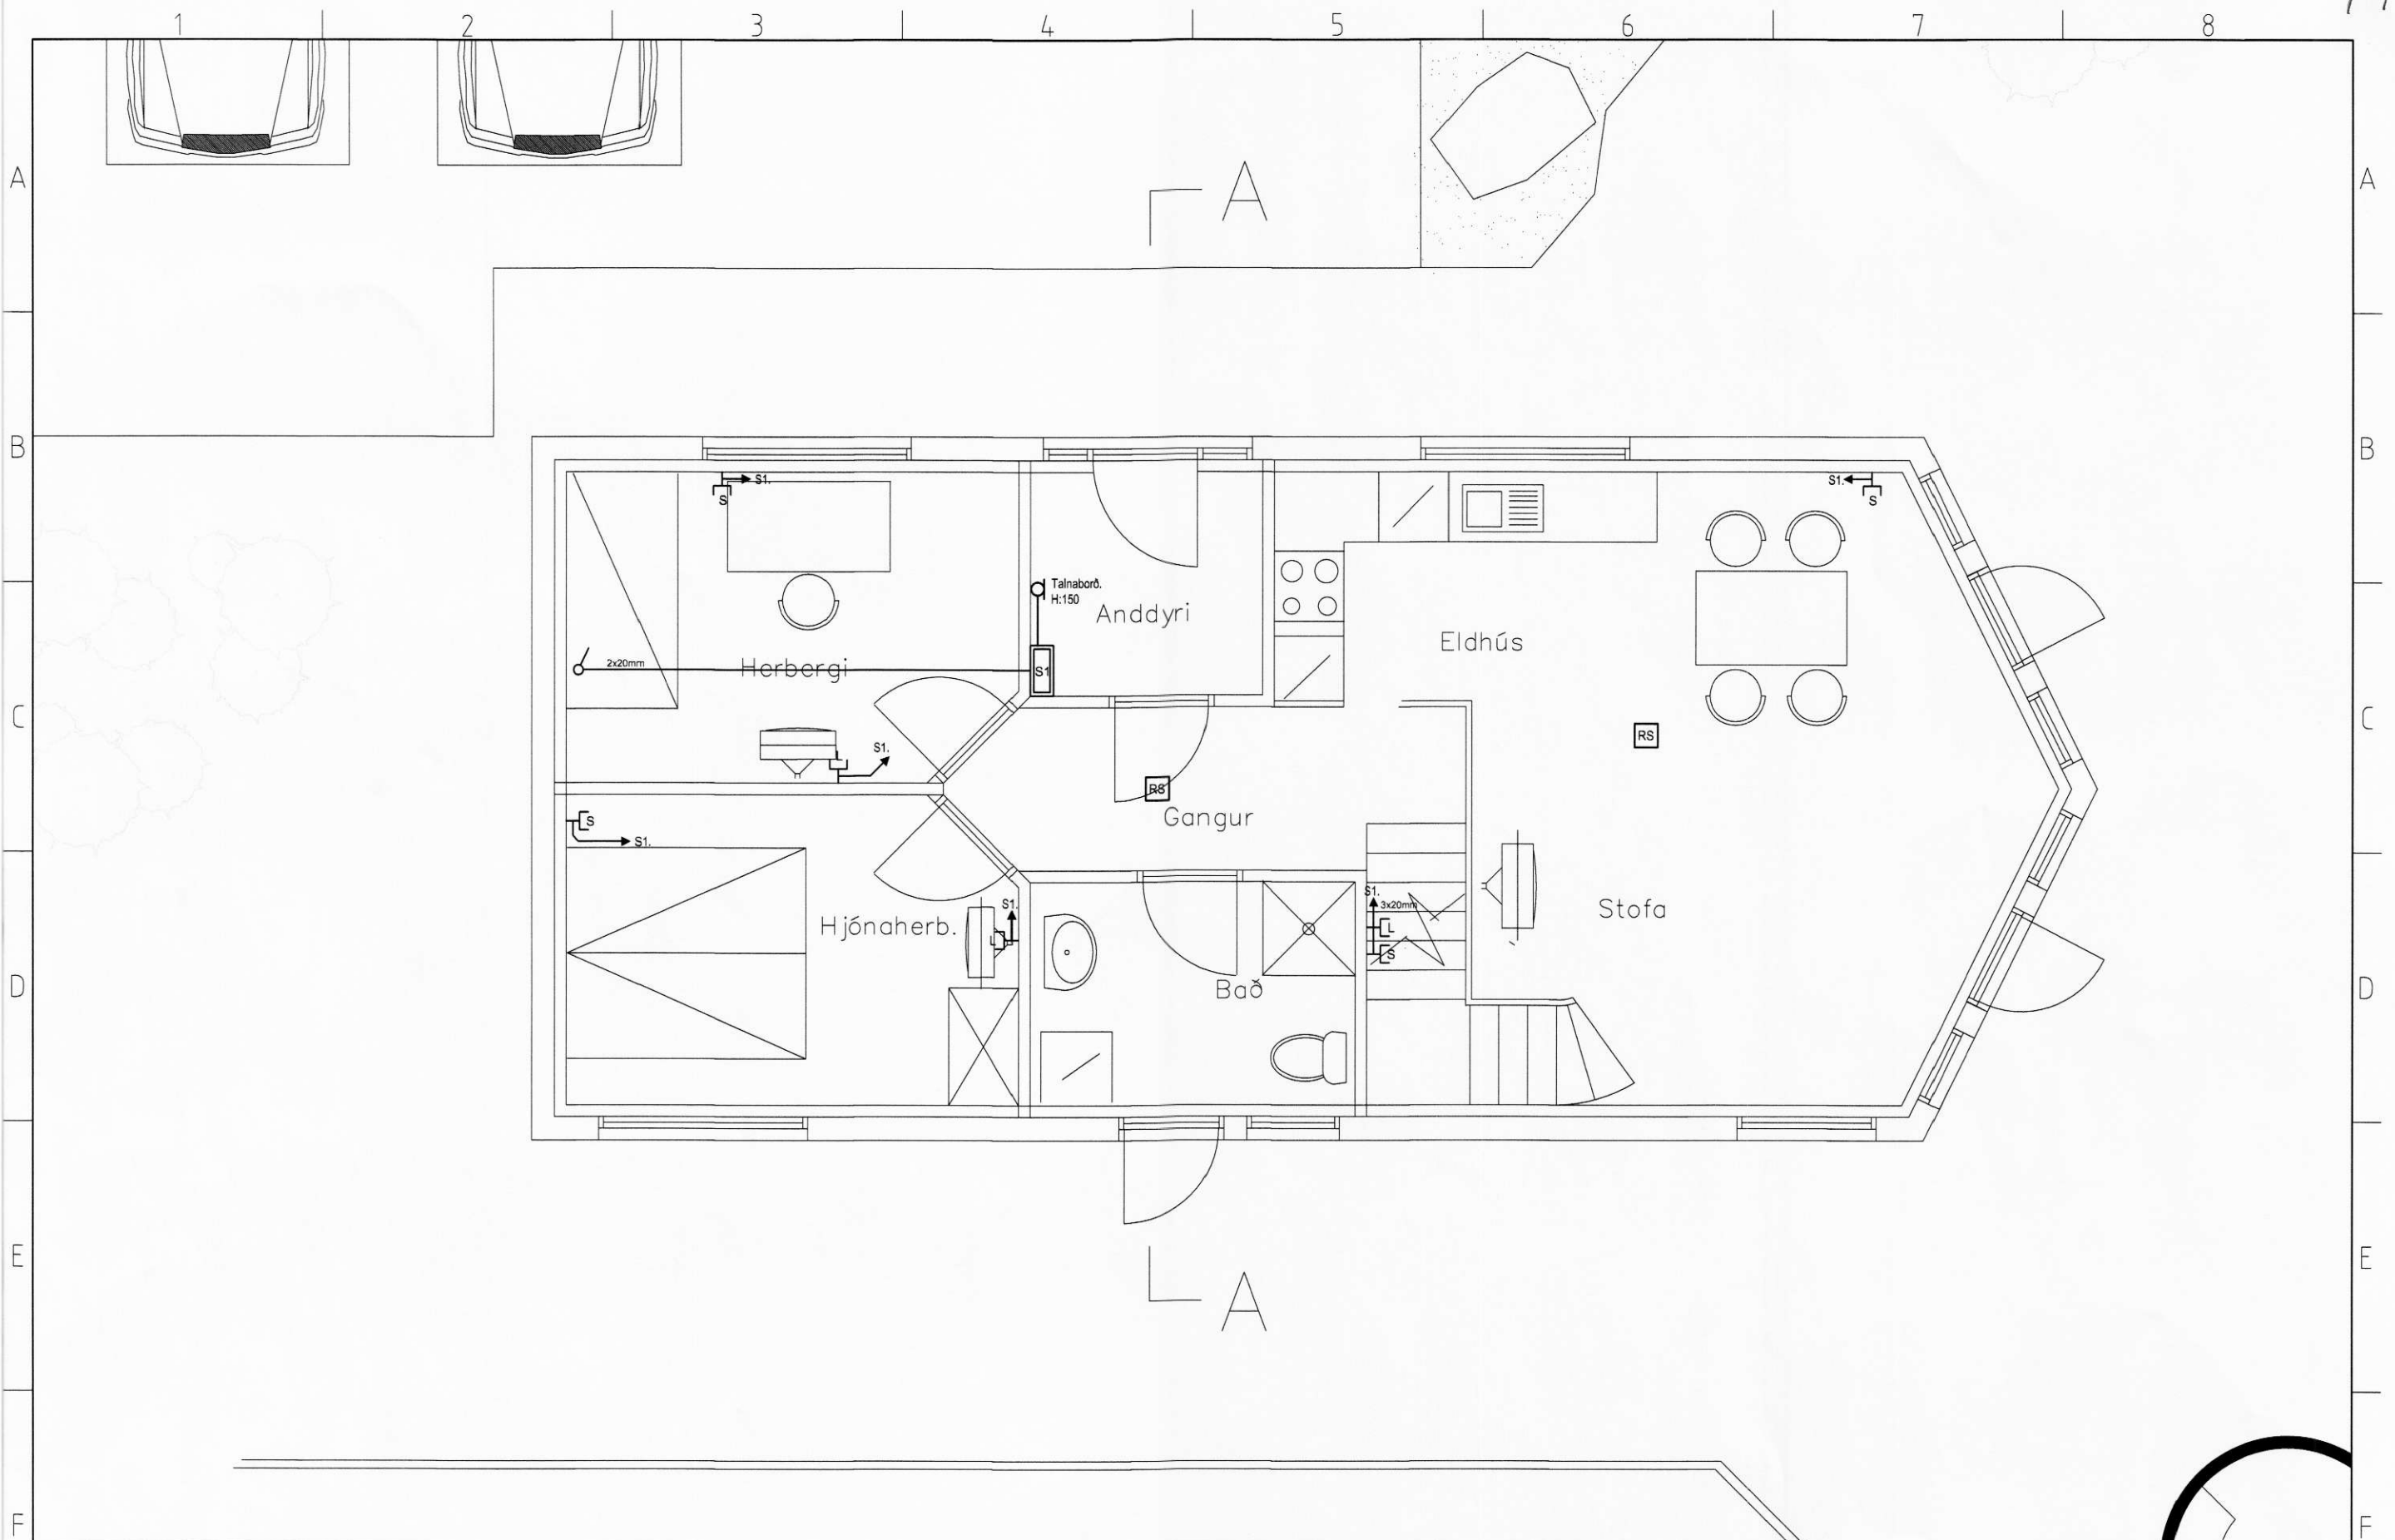 1 2 3 4 5 6 7 8
A A
A
B B
S1. S1.
S S
Talnaborð.
H:150
Anddyri
Eldhús
2x20mm Herbergi S1
C C
RS
S1.
L
RS
Gangur
S
S1.
S1. S1.
3x20mm
Stofa
Hjónaherb. L L
S
D D
Bað
E E
A
F F